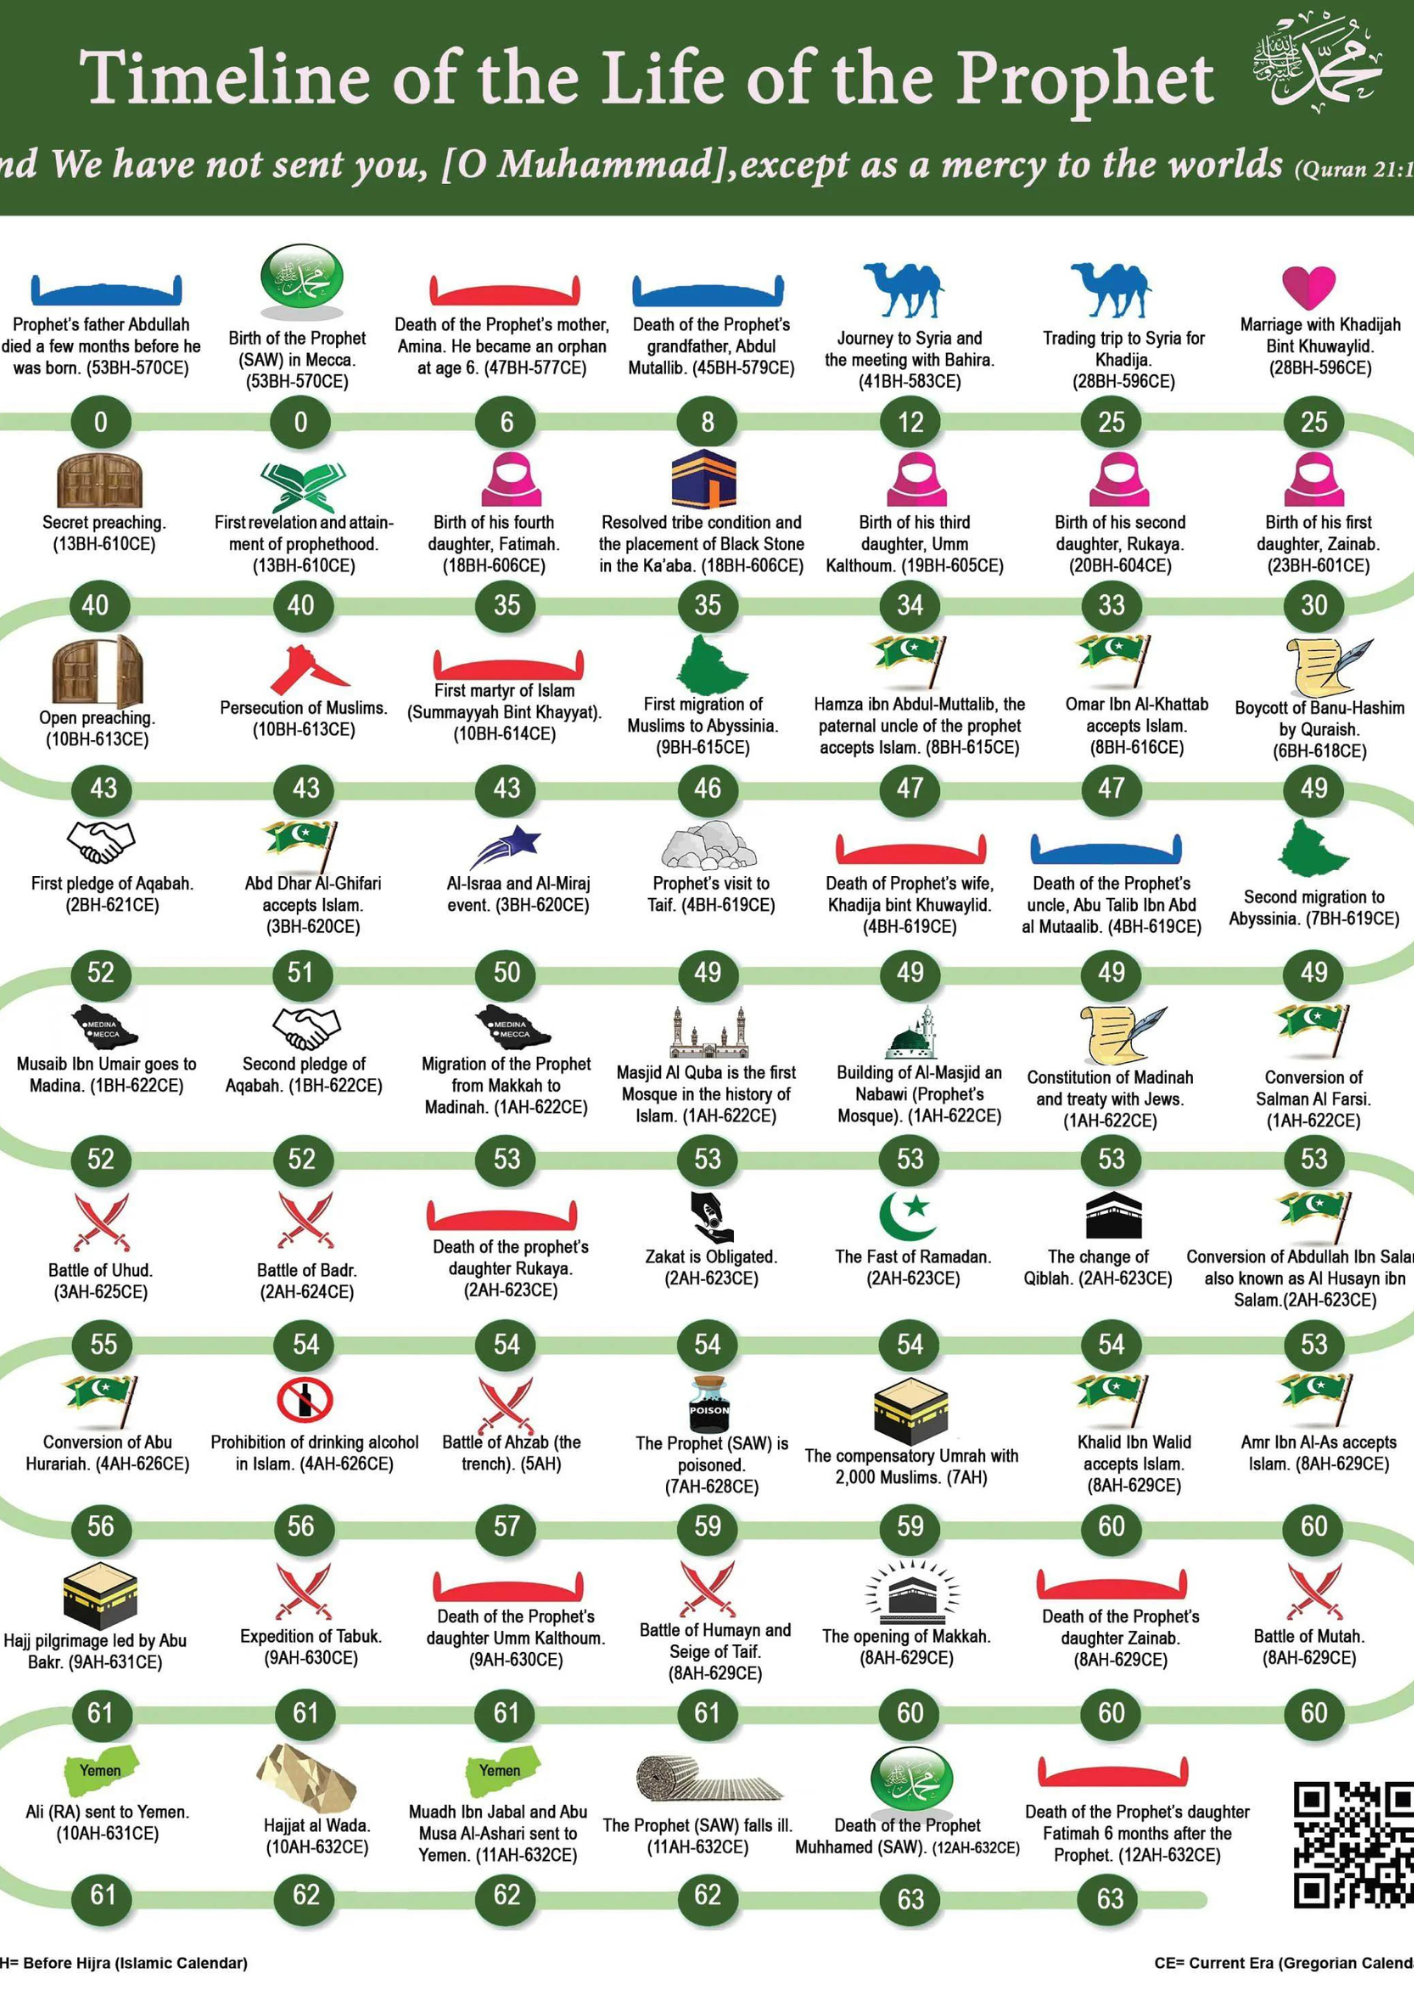 Timeline of the Life of the Prophet
محمد
nd We have not sent you, [O Muhammad],except as a mercy to the worlds (Quran 21:1
Prophet's father Abdullah
died a few months before he
was born. (53BH-570CE)
Birth of the Prophet
(SAW) in Mecca.
(53BH-570CE)
Death of the Prophet's mother,
Amina. He became an orphan
at age 6. (47BH-577CE)
Death of the Prophet's
grandfather, Abdul
Mutallib. (45BH-579CE)
Journey to Syria and
the meeting with Bahira.
(41BH-583CE)
Trading trip to Syria for
Khadija.
(28BH-596CE)
Marriage with Khadijah
Bint Khuwaylid.
(28BH-596CE)
0
0
6
8
12
25
25
Secret preaching.
(13BH-610CE)
First revelation and attain-
ment of prophethood.
(13BH-610CE)
Birth of his fourth
daughter, Fatimah.
(18BH-606CE)
Resolved tribe condition and
the placement of Black Stone
in the Ka'aba. (18BH-606CE)
Birth of his third
daughter, Umm
Kalthoum. (19BH-605CE)
Birth of his second
daughter, Rukaya.
(20BH-604CE)
Birth of his first
daughter, Zainab.
(23BH-601CE)
40
40
35
35
34
33
30
Open preaching.
(10BH-613CE)
Persecution of Muslims.
(10BH-613CE)
First martyr of Islam
(Summayyah Bint Khayyat).
(10BH-614CE)
First migration of
Muslims to Abyssinia.
(9BH-615CE)
Hamza ibn Abdul-Muttalib, the
paternal uncle of the prophet
accepts Islam. (8BH-615CE)
Omar Ibn Al-Khattab
accepts Islam.
(8BH-616CE)
Boycott of Banu-Hashim
by Quraish.
(6BH-618CE)
43
43
43
46
47
47
49
First pledge of Aqabah.
(2BH-621CE)
Abd Dhar Al-Ghifari
accepts Islam.
(3BH-620CE)
Al-Israa and Al-Miraj
event. (3BH-620CE)
Prophet's visit to
Taif. (4BH-619CE)
Death of Prophet's wife,
Khadija bint Khuwaylid.
(4BH-619CE)
Death of the Prophet's
uncle, Abu Talib Ibn Abd
al Mutaalib. (4BH-619CE)
Second migration to
Abyssinia. (7BH-619CE)
52
51
50
49
49
49
49
MEDINA
MECCA
Musaib Ibn Umair goes to
Madina. (1BH-622CE)
Second pledge of
Aqabah. (1BH-622CE)
MEDINA
MECCA
Migration of the Prophet
from Makkah to
Madinah. (1AH-622CE)
Masjid Al Quba is the first
Mosque in the history of
Islam. (1AH-622CE)
Building of Al-Masjid an
Nabawi (Prophet's
Mosque). (1AH-622CE)
Constitution of Madinah
and treaty with Jews.
(1AH-622CE)
Conversion of
Salman Al Farsi.
(1AH-622CE)
52
52
53
53
53
53
53
Battle of Uhud.
(3AH-625CE)
Battle of Badr.
(2AH-624CE)
Death of the prophet's
daughter Rukaya.
(2AH-623CE)
Zakat is Obligated.
(2AH-623CE)
The Fast of Ramadan.
(2AH-623CE)
The change of
Qiblah. (2AH-623CE)
Conversion of Abdullah Ibn Sala
also known as Al Husayn ibn
Salam.(2AH-623CE)
55
54
54
54
54
54
53
Conversion of Abu
Hurariah. (4AH-626CE)
Prohibition of drinking alcohol
in Islam. (4AH-626CE)
Battle of Ahzab (the
trench). (5AH)
POISON
The Prophet (SAW) is
poisoned.
(7AH-628CE)
The compensatory Umrah with
2,000 Muslims. (7AH)
Khalid Ibn Walid
accepts Islam.
(8AH-629CE)
Amr Ibn Al-As accepts
Islam. (8AH-629CE)
56
56
57
59
59
60
60
Hajj pilgrimage led by Abu
Bakr. (9AH-631CE)
Expedition of Tabuk.
(9AH-630CE)
Death of the Prophet's
daughter Umm Kalthoum.
(9AH-630CE)
Battle of Humayn and
Seige of Taif.
(8AH-629CE)
The opening of Makkah.
(8AH-629CE)
Death of the Prophet's
daughter Zainab.
(8AH-629CE)
Battle of Mutah.
(8AH-629CE)
61
61
61
61
60
60
60
Yemen
Ali (RA) sent to Yemen.
(10AH-631CE)
Hajjat al Wada.
(10AH-632CE)
Yemen
Muadh Ibn Jabal and Abu
Musa Al-Ashari sent to
Yemen. (11AH-632CE)
The Prophet (SAW) falls ill.
(11AH-632CE)
محمد
Death of the Prophet
Muhhamed (SAW). (12AH-632CE)
Death of the Prophet's daughter
Fatimah 6 months after the
Prophet. (12AH-632CE)
61
62
62
62
63
63
H= Before Hijra (Islamic Calendar)
CE= Current Era (Gregorian Calend